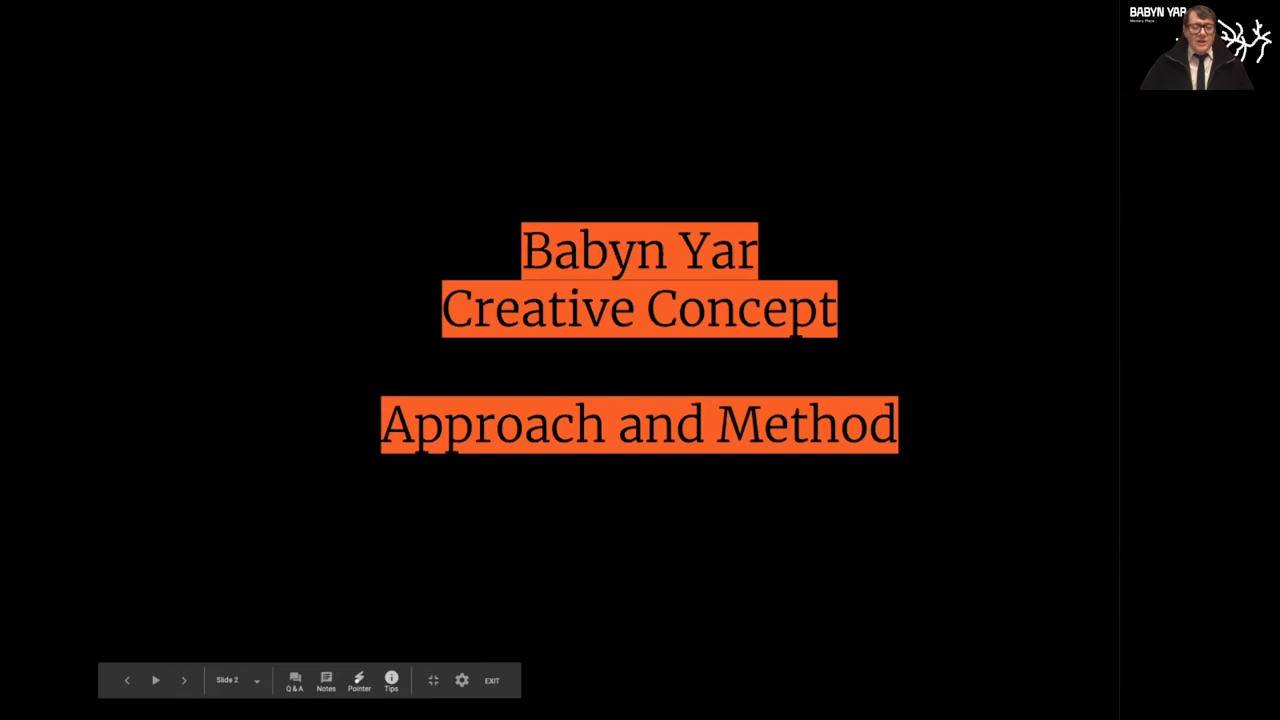 BABYN YAR
Babyn Yar
Creative Concept
Approach and Method
Slide 2
Q & A
Notes
Pointer
Tips
EXIT